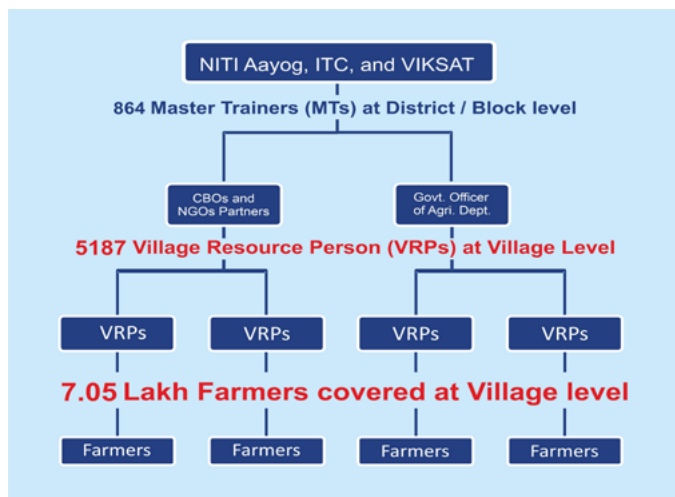 NITI Aayog, ITC, and VIKSAT
864 Master Trainers (MTs) at District / Block level
CBOs and
NGOs Partners
Govt. Officer
of Agri. Dept.
5187 Village Resource Person (VRPs) at Village Level
VRPs
VRPs
VRPs
VRPs
7.05 Lakh Farmers covered at Village level
Farmers
Farmers
Farmers
Farmers